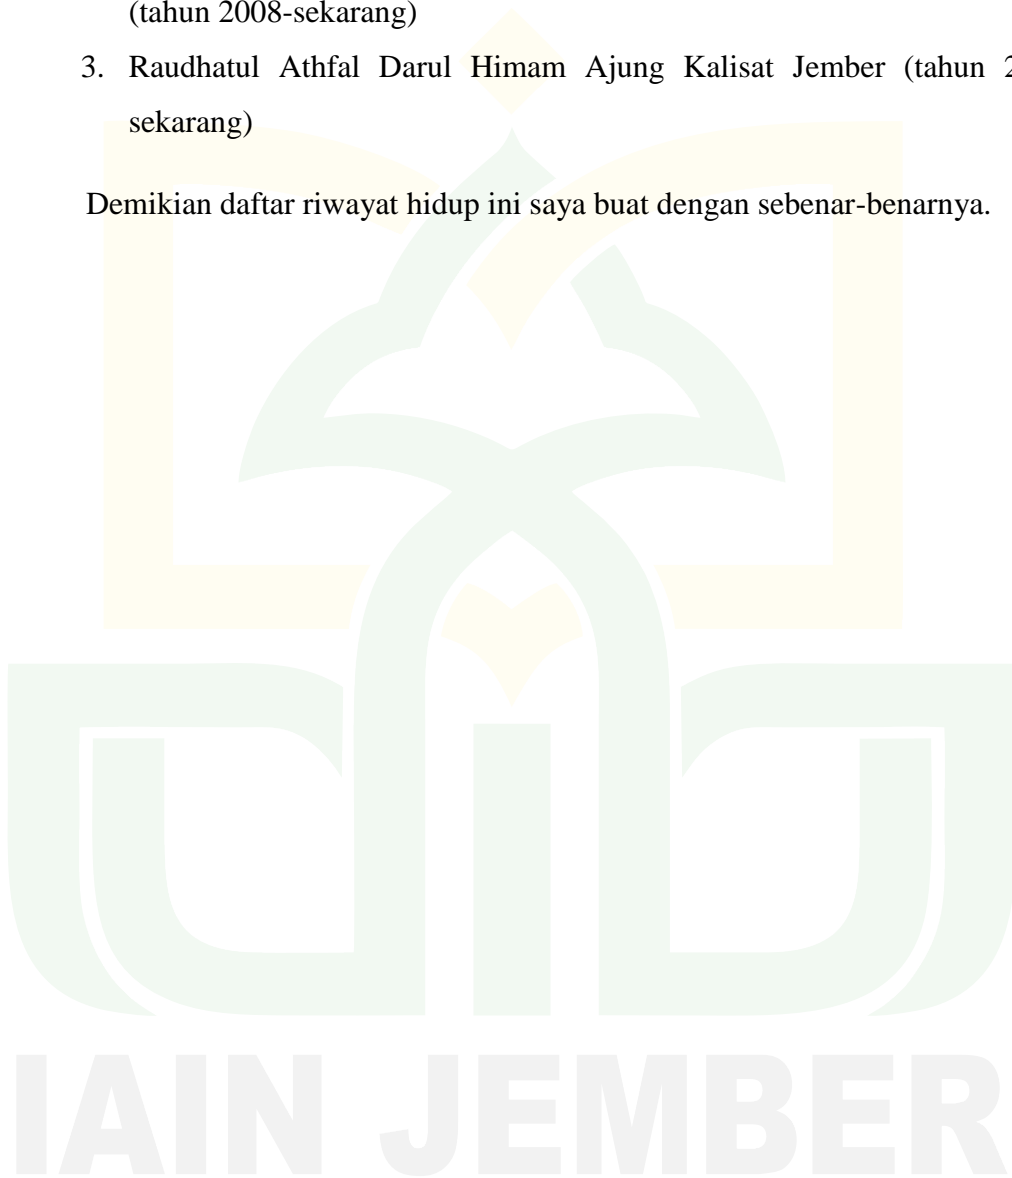 (tahun 2008-sekarang)
3. Raudhatul Athfal Darul Himam Ajung Kalisat Jember (tahun
sekarang)
Demikian daftar riwayat hidup ini saya buat dengan sebenar-benarnya.
IAIN JEMBER